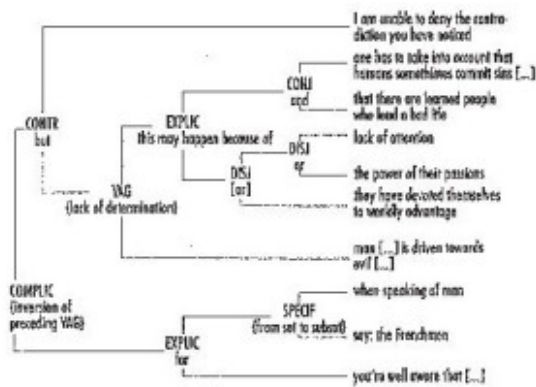 I am unable to deny the contra-
diction you have noticed
one has to take into account that
humans somethimes commit sins [...]
CONJ
and
that there are learned people
who lead a bad life
CONTR
but
EXPLIC
this may happen because of
lack of attention
DISJ
or
the power of their passions
DISJ
[or]
they have devoted themselves
to worldly advantage
YAG
(lack of determination)
man [...] is driven towards
evil [...]
COMPLIC
(inversion of
preceding YAG)
when speaking of man
SPECIF
(from set to subset)
say: the Frenchman
EXPLIC
for
you're well aware that [...]